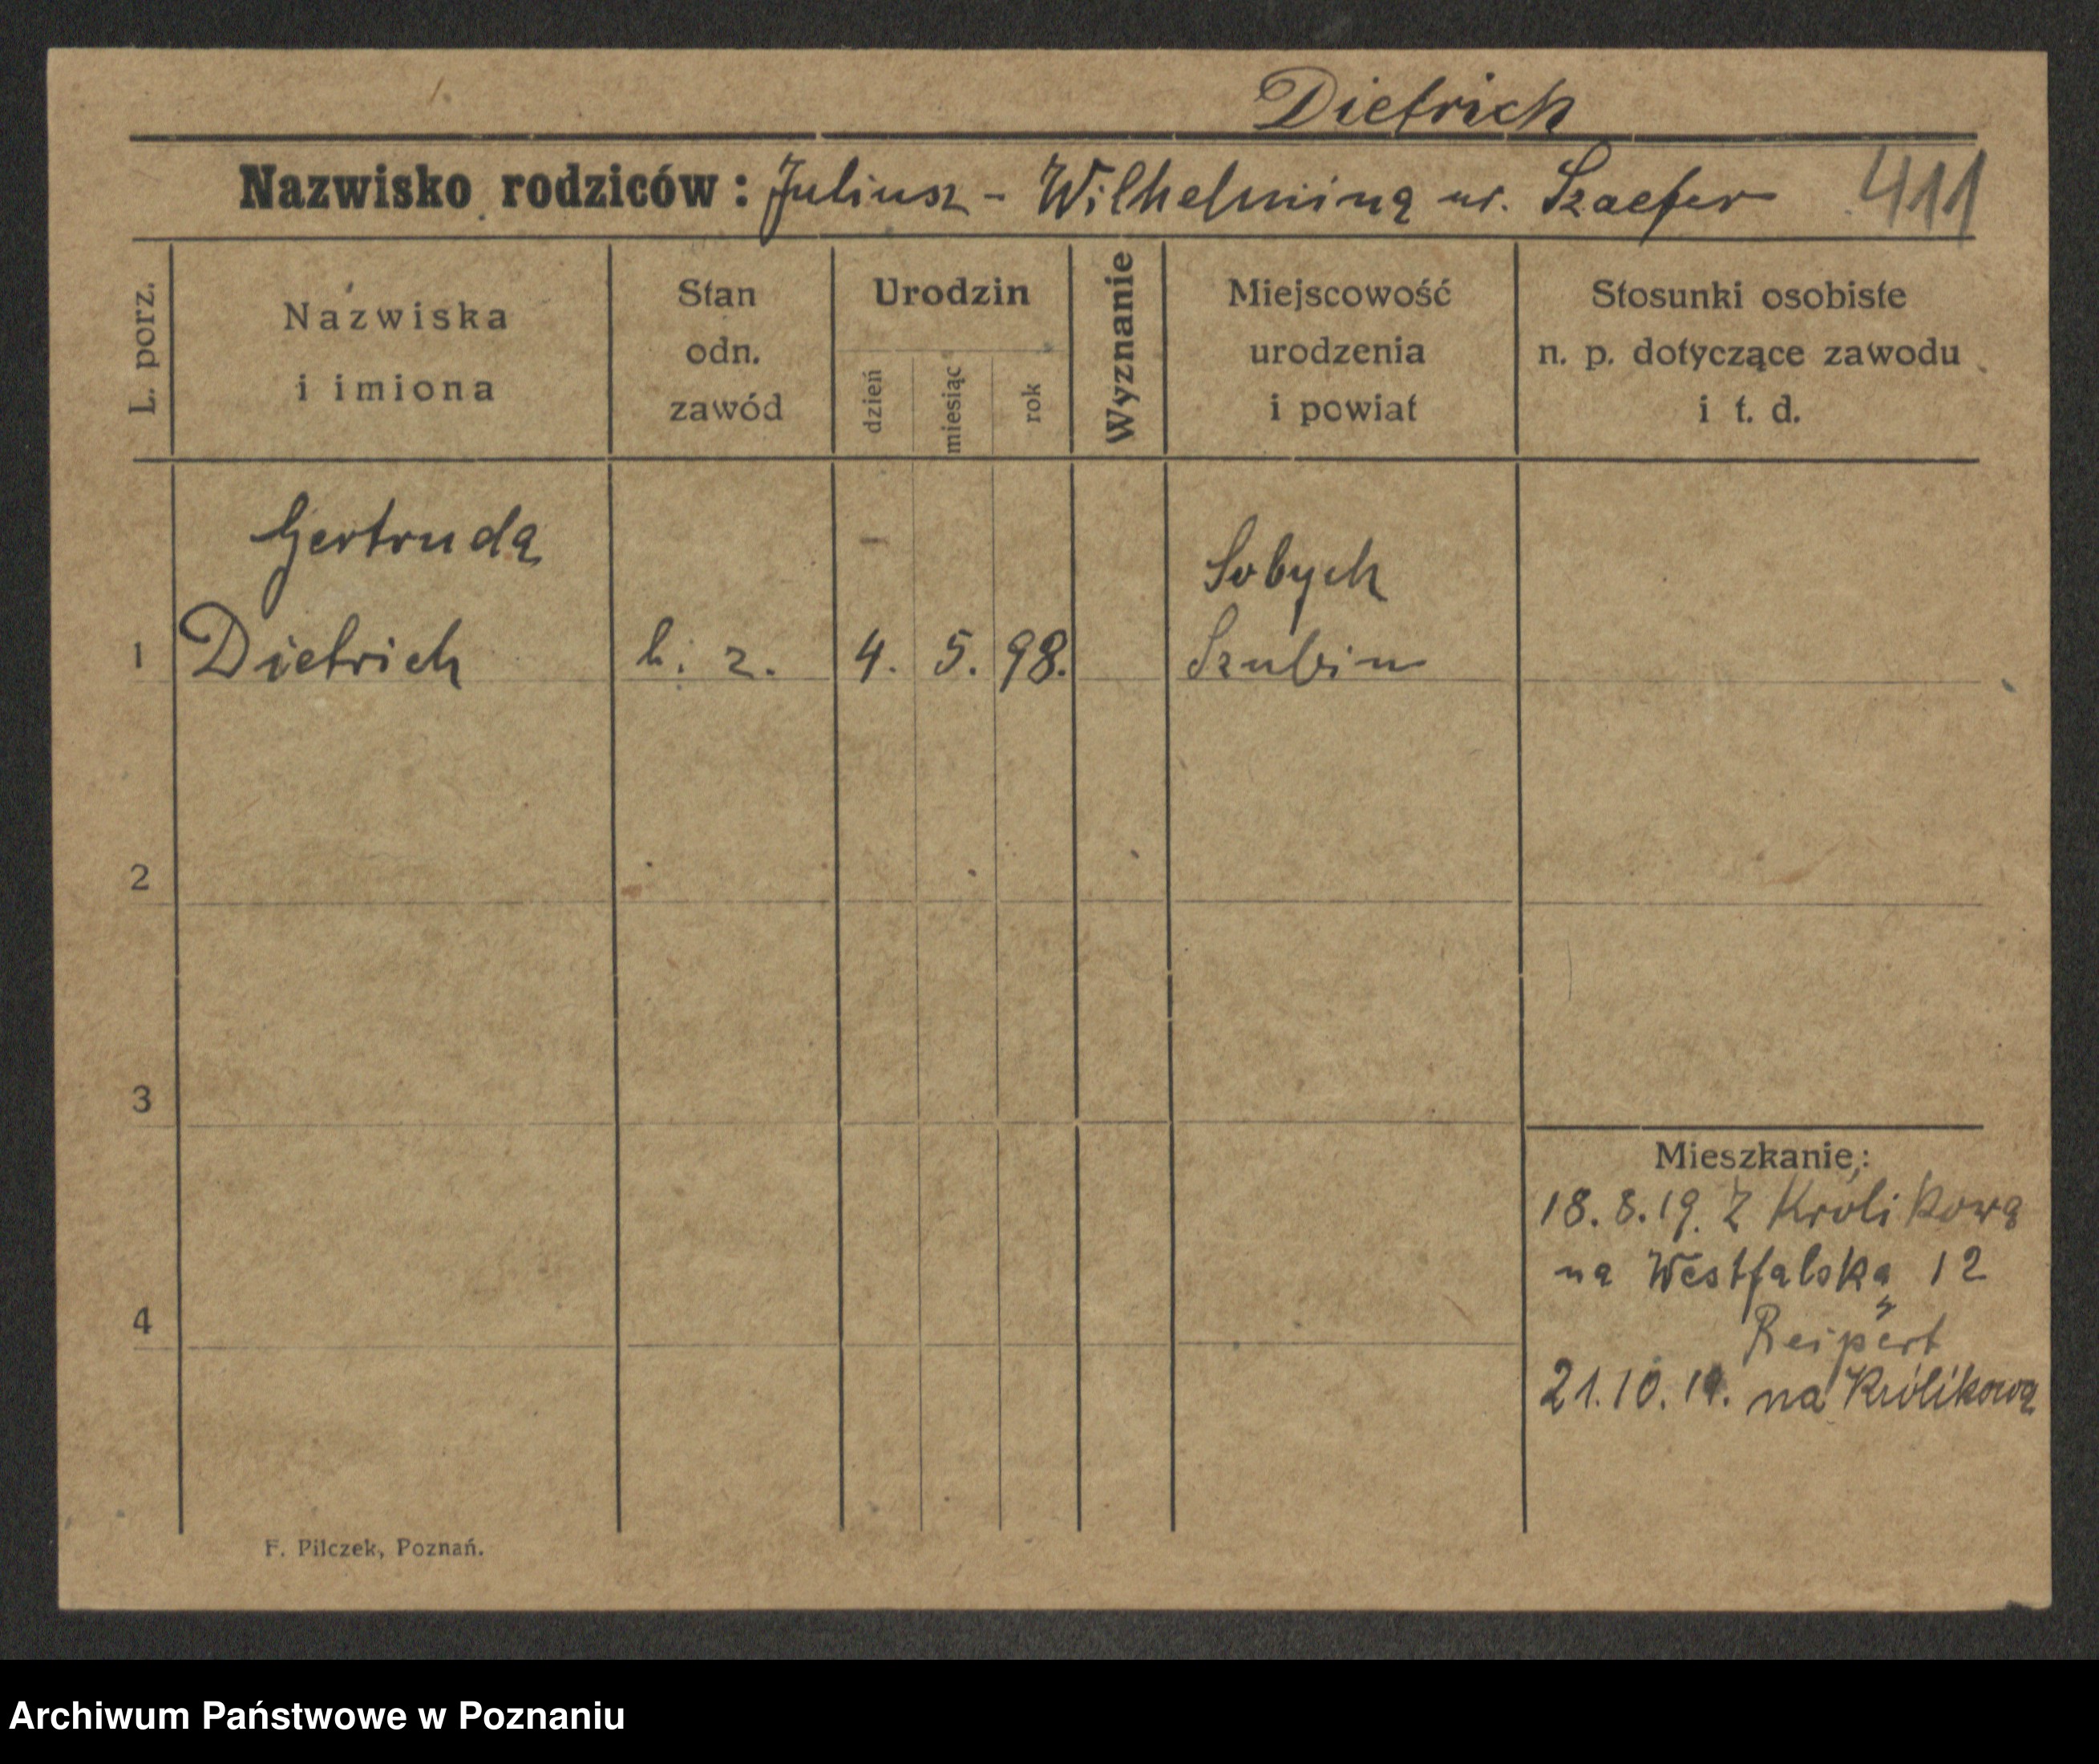 Dietrich
Nazwisko rodziców: Juliusz - Wilhelmina ur. Szaefer 411
L. porz.
Nazwiska
i imiona
Stan
odn.
zawód
Urodzin
dzień
miesiąc
rok
Wyznanie
Miejscowość
urodzenia
i powiat
Stosunki osobiste
n. p. dotyczące zawodu
i t. d.
Gertruda
1 Dietrich
b. z.
4. 5. 98.
Sobych
Szubin
2
3
4
Mieszkanie:
18. 8. 19. Z Królikowa
na Westfalska 12
Reipert
21. 10. 19. na Królikowa
F. Pilczek, Poznań.
Archiwum Państwowe w Poznaniu